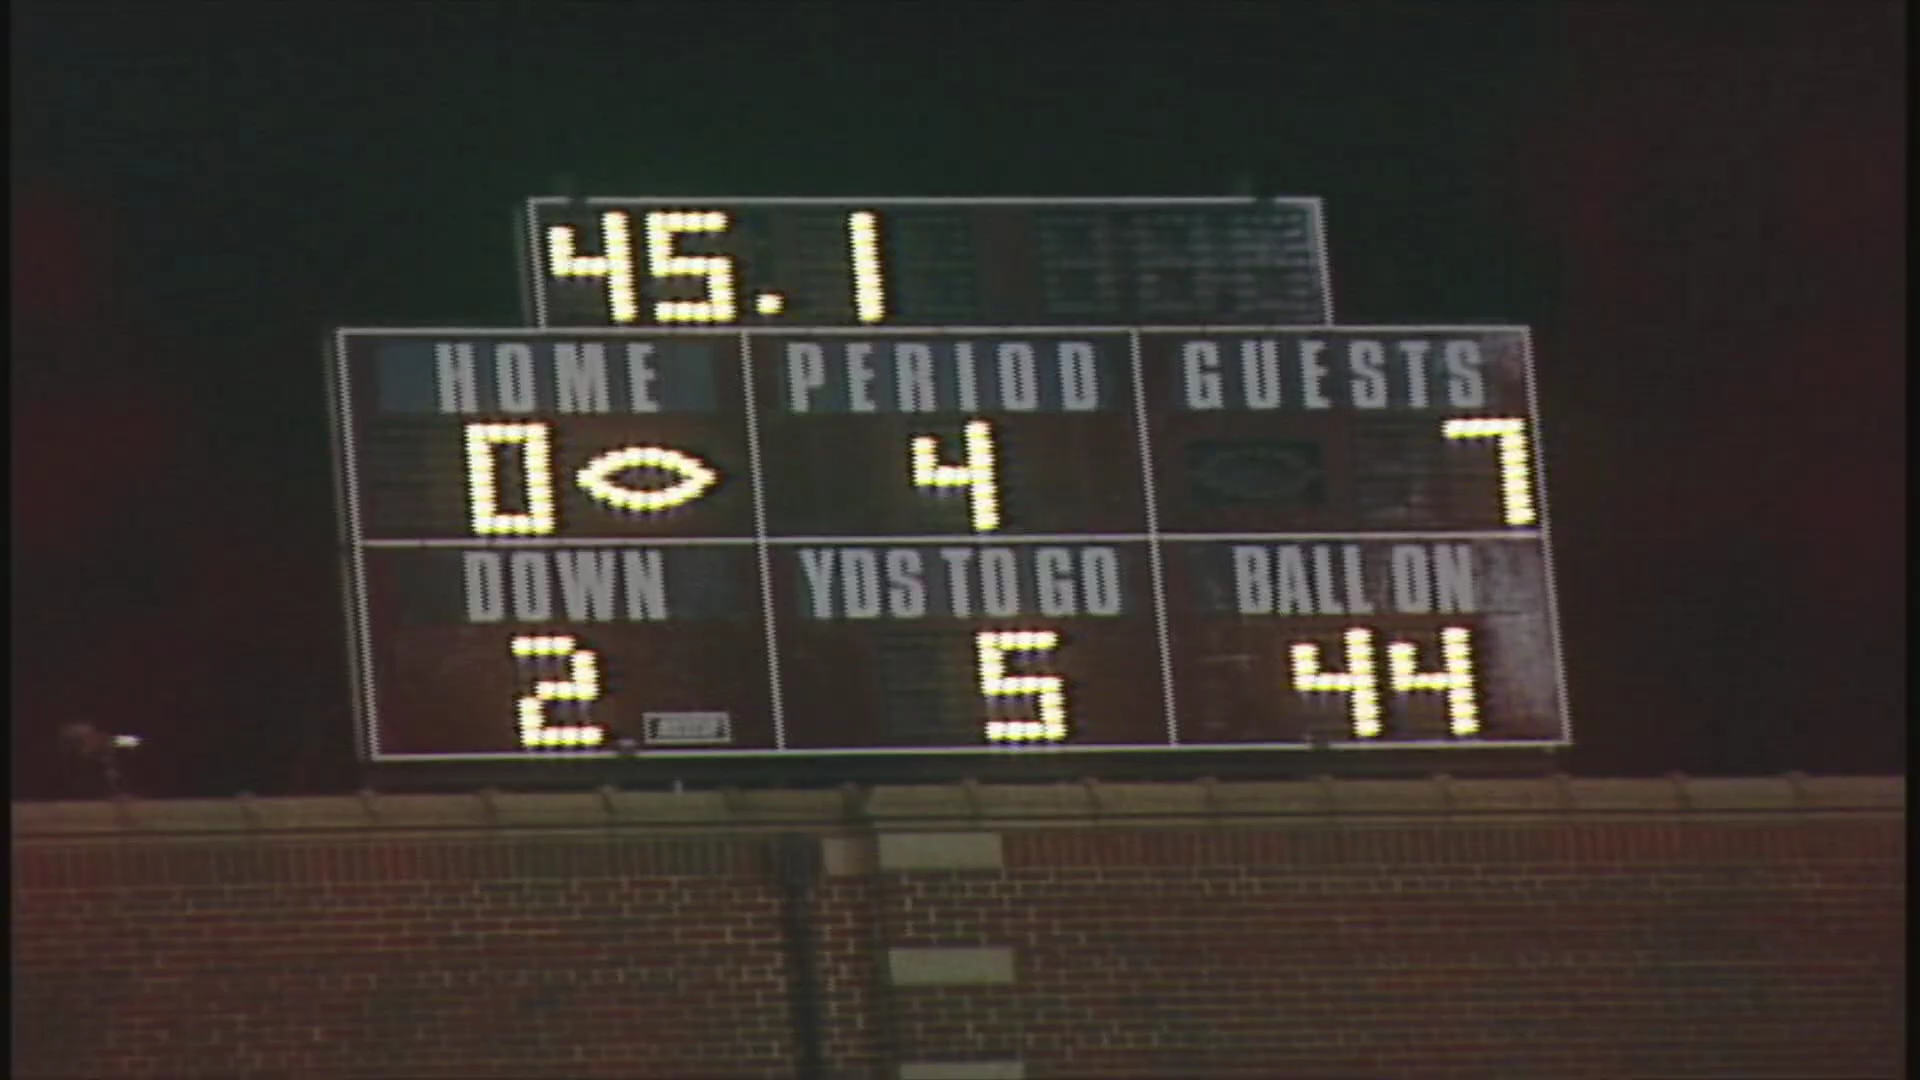 45.1
HOME PERIOD GUESTS
0 4 7
DOWN YDS TO GO BALL ON
2 5 44